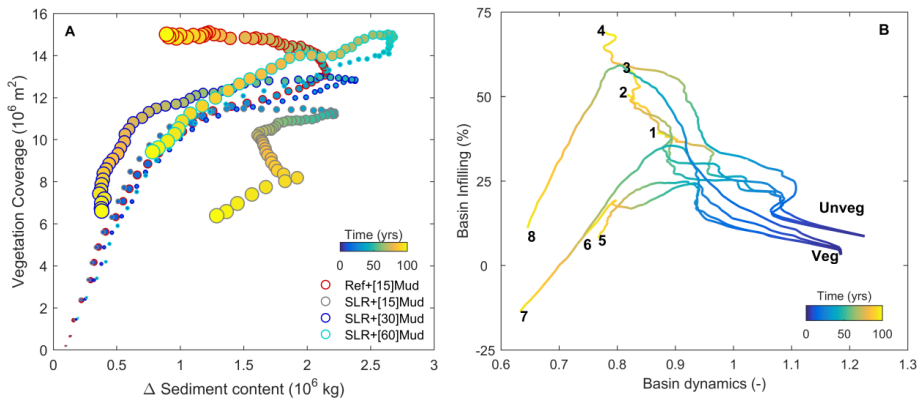 A
16
14
12
10
8
6
4
2
0
Vegetation Coverage (10⁶ m²)
0 0.5 1 1.5 2 2.5 3
Δ Sediment content (10⁶ kg)
Time (yrs)
0 50 100
Ref+[15]Mud
SLR+[15]Mud
SLR+[30]Mud
SLR+[60]Mud
B
75
50
25
0
-25
Basin Infilling (%)
0.6 0.7 0.8 0.9 1 1.1 1.2 1.3
Basin dynamics (-)
4
3
2
1
8
6
5
7
Unveg
Veg
Time (yrs)
0 50 100